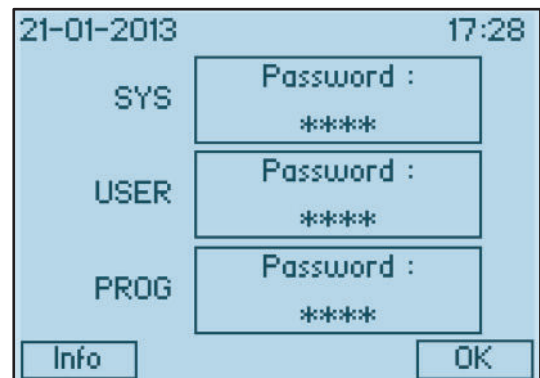 21-01-2013 17:28
SYS Password :
****
USER Password :
****
PROG Password :
****
Info OK